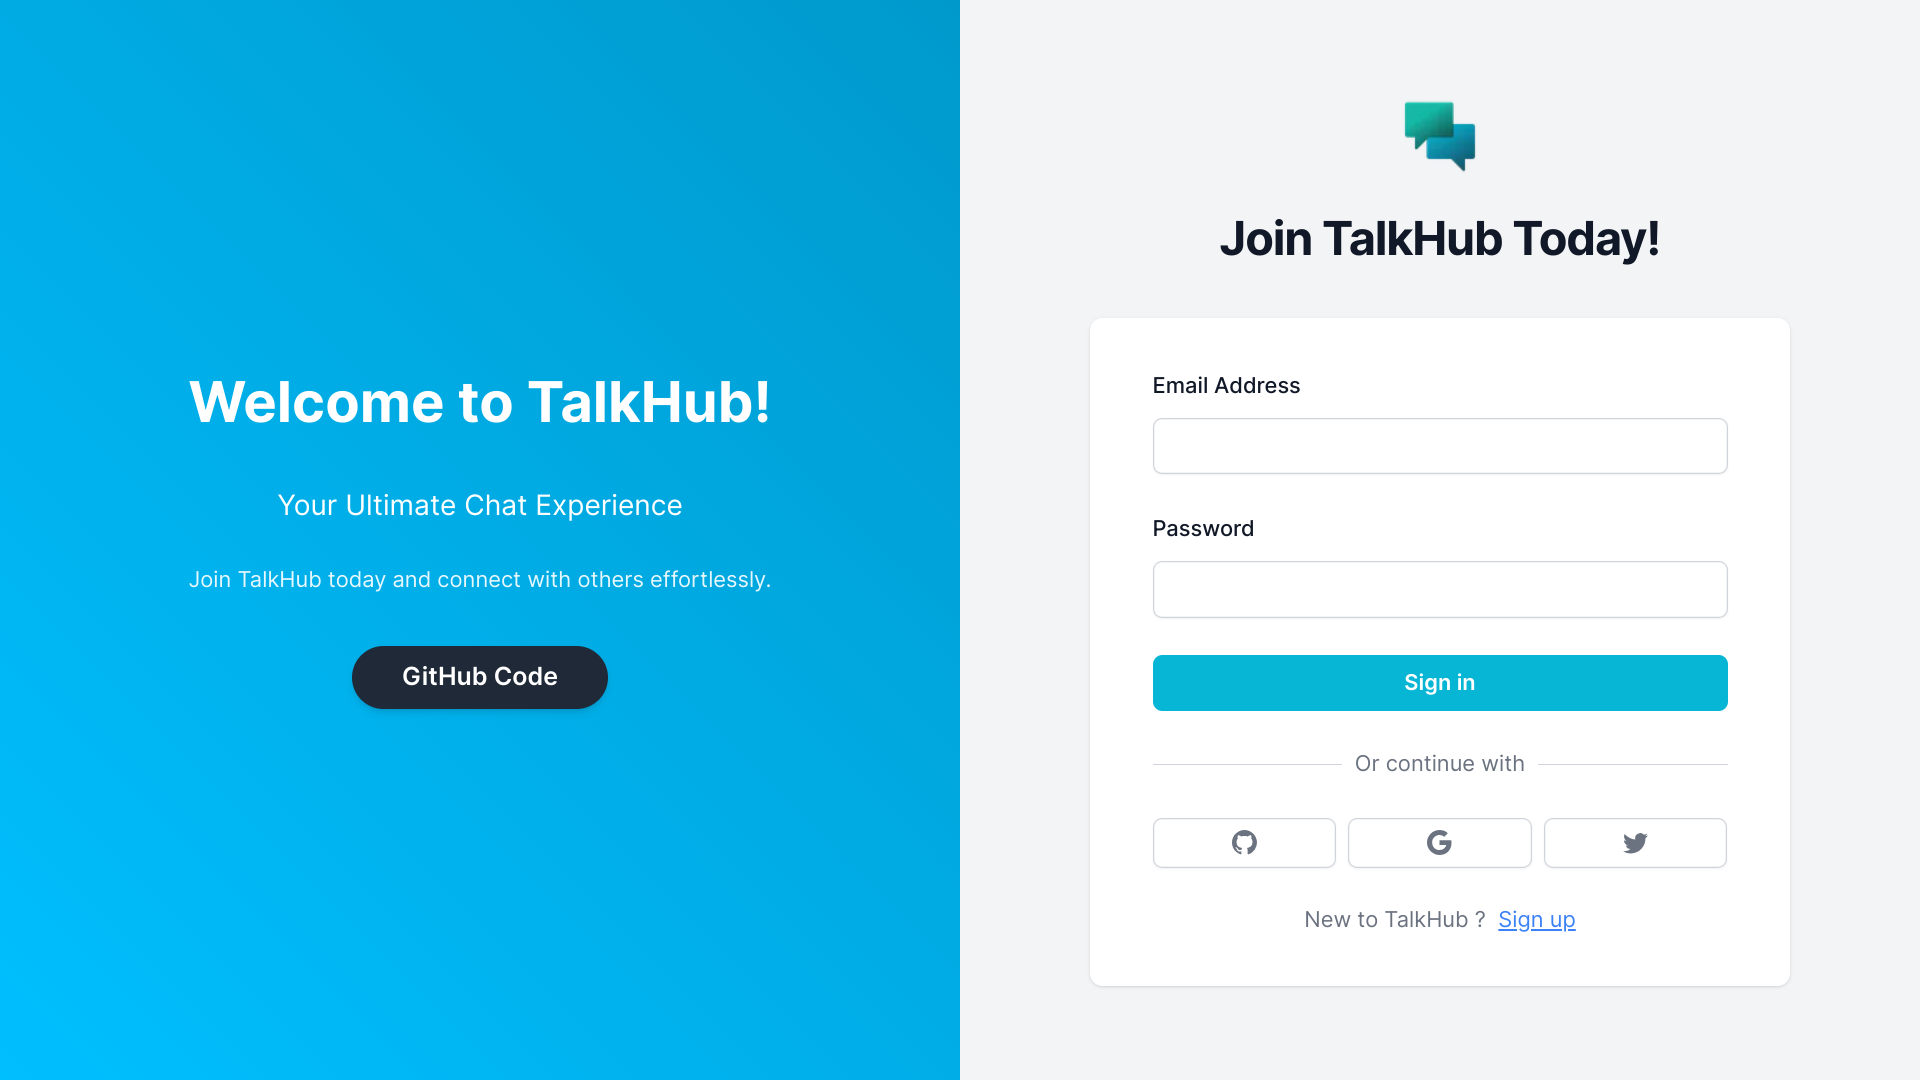 Welcome to TalkHub!
Your Ultimate Chat Experience
Join TalkHub today and connect with others effortlessly.
GitHub Code
Join TalkHub Today!
Email Address
Password
Sign in
Or continue with
New to TalkHub ? Sign up